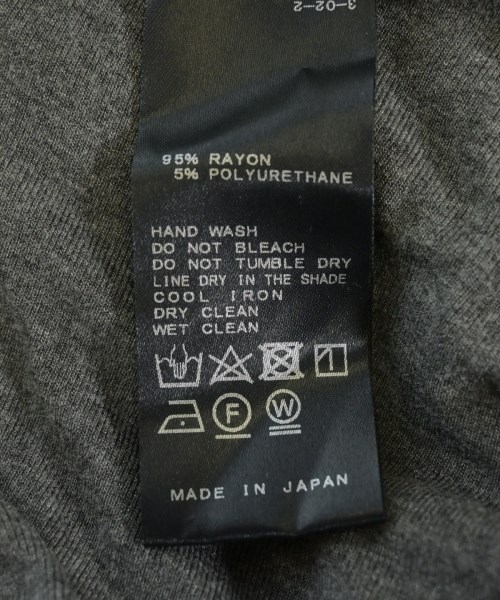 3-02-2
95% RAYON
5% POLYURETHANE
HAND WASH
DO NOT BLEACH
DO NOT TUMBLE DRY
LINE DRY IN THE SHADE
COOL IRON
DRY CLEAN
WET CLEAN
F W
MADE IN JAPAN